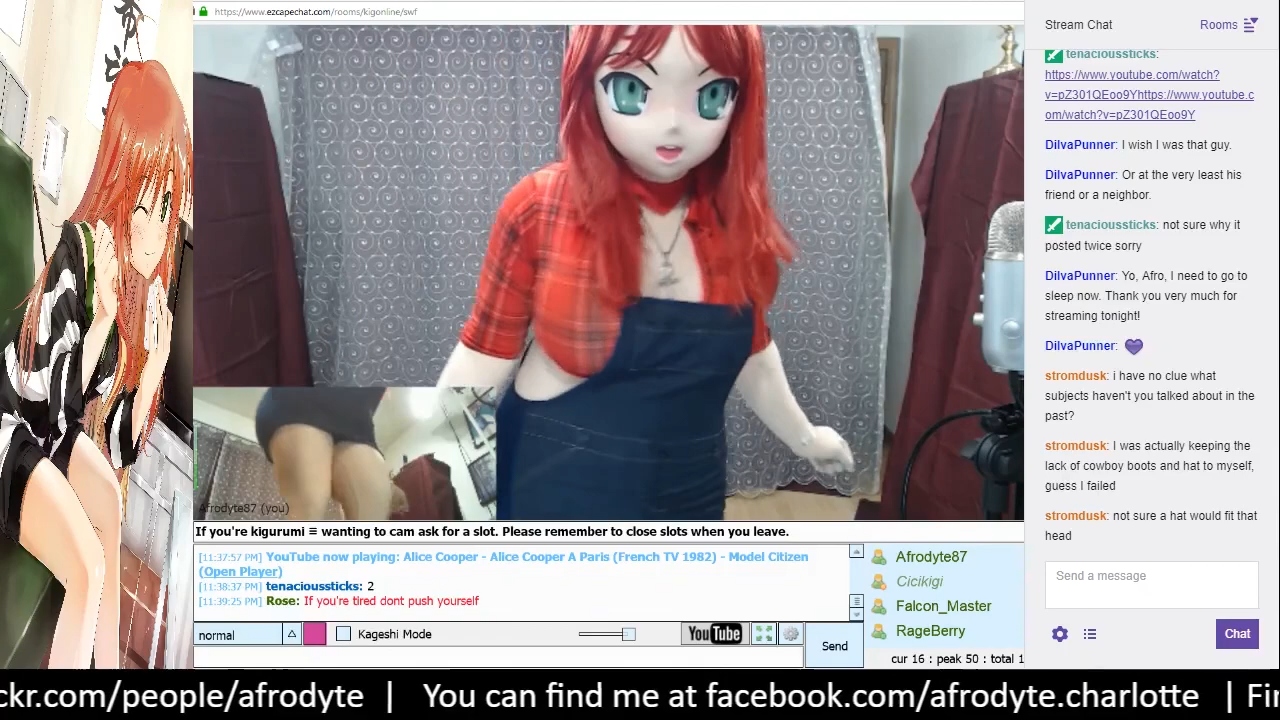 https://www.ezcapechat.com/rooms/kigonline/swf
Afrodyte87 (you)
If you're kigurumi ≡ wanting to cam ask for a slot. Please remember to close slots when you leave.
[11:37:57 PM] YouTube now playing: Alice Cooper - Alice Cooper A Paris (French TV 1982) - Model Citizen
(Open Player)
[11:38:37 PM] tenacioussticks: 2
[11:39:25 PM] Rose: If you're tired dont push yourself
normal
Kageshi Mode
YouTube
Send
Afrodyte87
Cicikigi
Falcon_Master
RageBerry
cur 16 : peak 50 : total 1
Stream Chat
Rooms
tenacioussticks:
https://www.youtube.com/watch?
v=pZ301QEoo9Yhttps://www.youtube.c
om/watch?v=pZ301QEoo9Y
DilvaPunner: I wish I was that guy.
DilvaPunner: Or at the very least his
friend or a neighbor.
tenacioussticks: not sure why it
posted twice sorry
DilvaPunner: Yo, Afro, I need to go to
sleep now. Thank you very much for
streaming tonight!
DilvaPunner:
stromdusk: i have no clue what
subjects haven't you talked about in the
past?
stromdusk: I was actually keeping the
lack of cowboy boots and hat to myself,
guess I failed
stromdusk: not sure a hat would fit that
head
Send a message
Chat
ckr.com/people/afrodyte | You can find me at facebook.com/afrodyte.charlotte | Fi